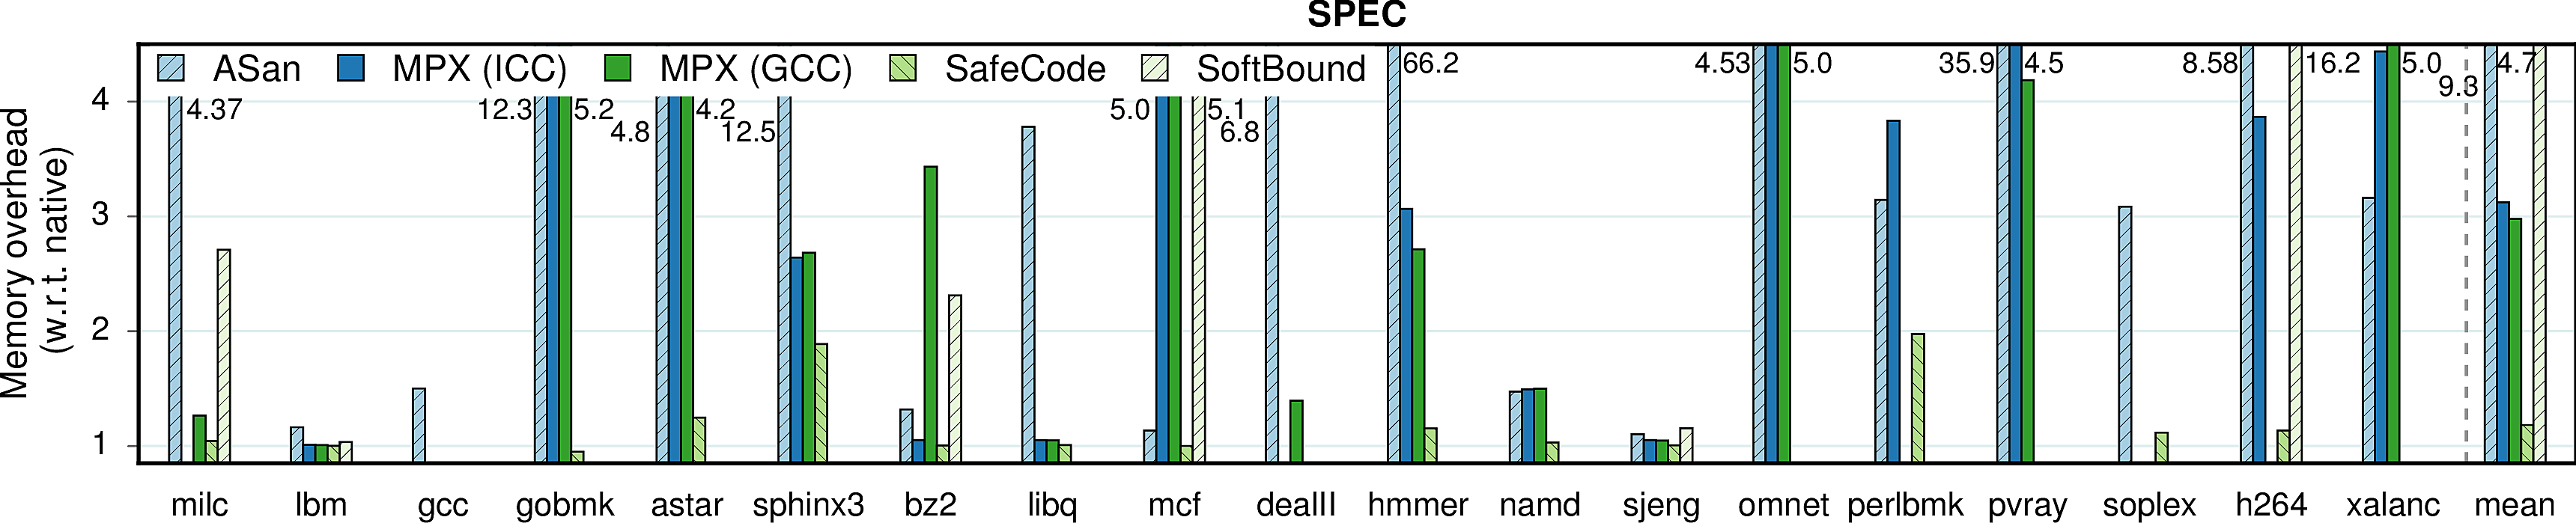 SPEC
Memory overhead
(w.r.t. native)
4
3
2
1
ASan MPX (ICC) MPX (GCC) SafeCode SoftBound
66.2 4.53 5.0 35.9 4.5 8.58 16.2 5.0 4.7
9.3
4.37 12.3 5.2 4.2 5.0 5.1
4.8 12.5 6.8
milc lbm gcc gobmk astar sphinx3 bz2 libq mcf dealII hmmer namd sjeng omnet perlbmk pvray soplex h264 xalanc mean